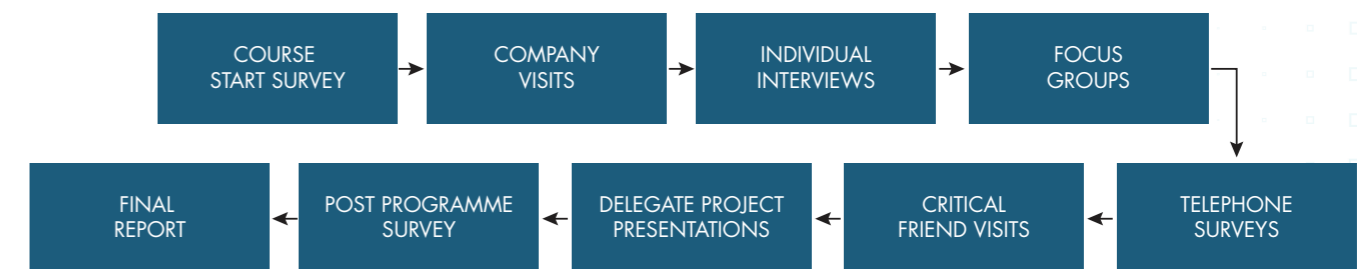 COURSE
START SURVEY
COMPANY
VISITS
INDIVIDUAL
INTERVIEWS
FOCUS
GROUPS
TELEPHONE
SURVEYS
CRITICAL
FRIEND VISITS
DELEGATE PROJECT
PRESENTATIONS
POST PROGRAMME
SURVEY
FINAL
REPORT